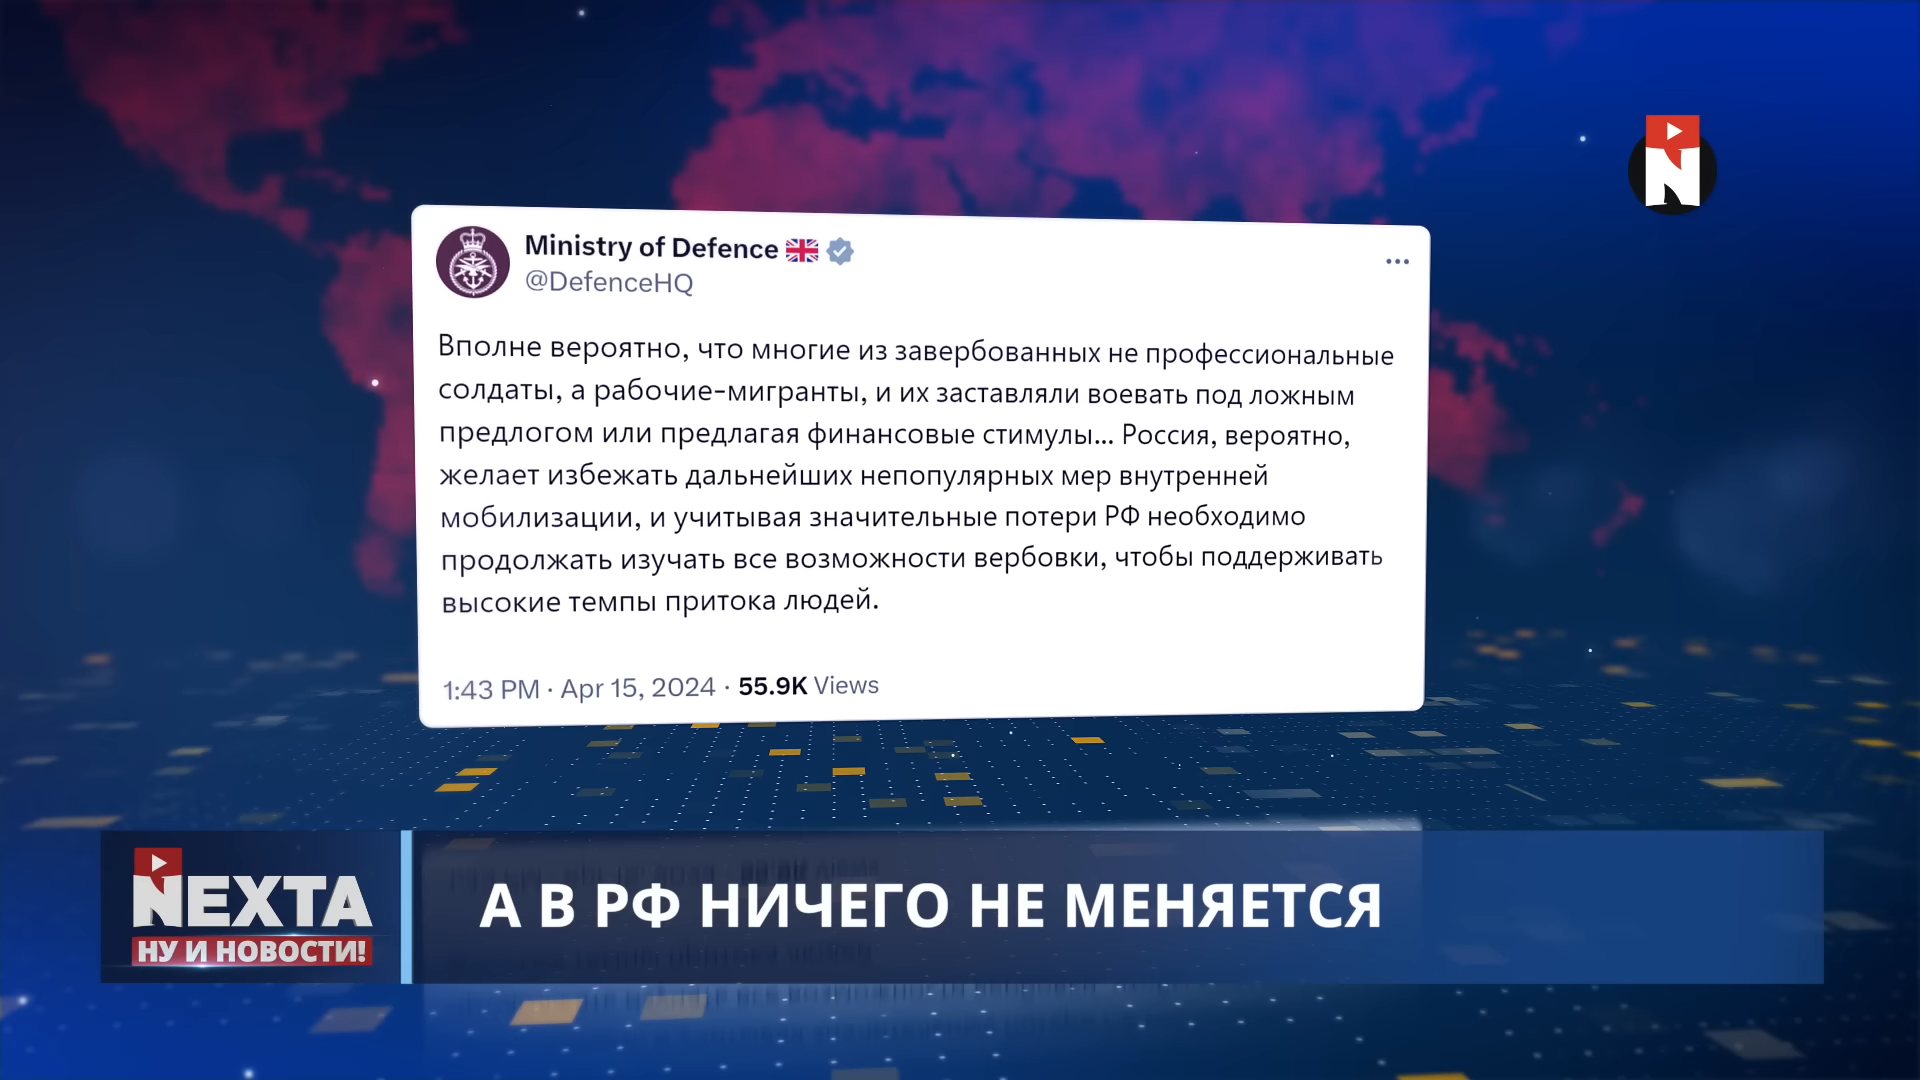 Ministry of Defence
@DefenceHQ
Вполне вероятно, что многие из завербованных не профессиональные
солдаты, а рабочие-мигранты, и их заставляли воевать под ложным
предлогом или предлагая финансовые стимулы... Россия, вероятно,
желает избежать дальнейших непопулярных мер внутренней
мобилизации, и учитывая значительные потери РФ необходимо
продолжать изучать все возможности вербовки, чтобы поддерживать
высокие темпы притока людей.
1:43 PM · Apr 15, 2024 · 55.9K Views
NEXTA
НУ И НОВОСТИ!
А В РФ НИЧЕГО НЕ МЕНЯЕТСЯ